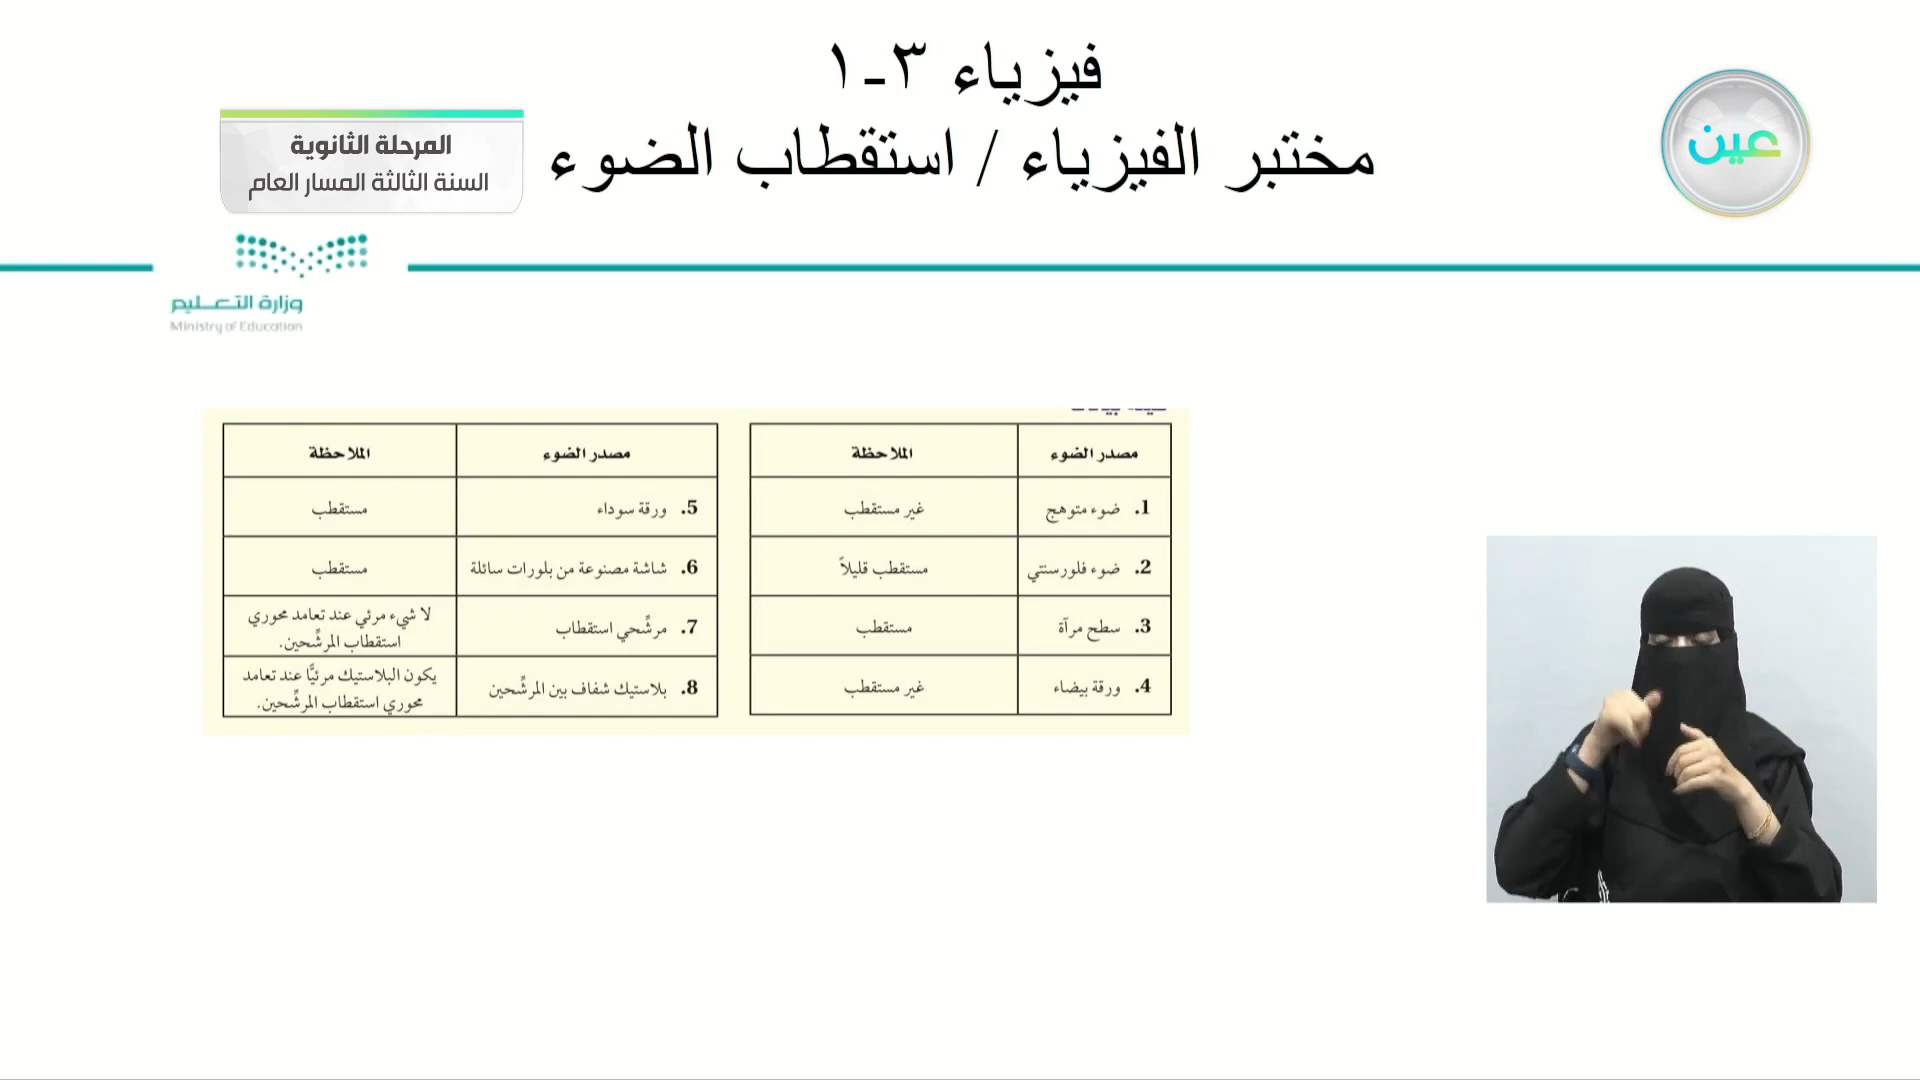 فيزياء ٣-١
مختبر الفيزياء / استقطاب الضوء
عين
المرحلة الثانوية
السنة الثالثة المسار العام
وزارة التعليم
Ministry of Education
مصدر الضوء الملاحظة
1. ضوء متوهج غير مستقطب
2. ضوء فلورسنتي مستقطب قليلاً
3. سطح مرآة مستقطب
4. ورقة بيضاء غير مستقطب
مصدر الضوء الملاحظة
5. ورقة سوداء مستقطب
6. شاشة مصنوعة من بلورات سائلة مستقطب
7. مرشِّحي استقطاب لا شيء مرئي عند تعامد محوري
استقطاب المرشِّحين.
8. بلاستيك شفاف بين المرشِّحين يكون البلاستيك مرئيًّا عند تعامد
محوري استقطاب المرشِّحين.